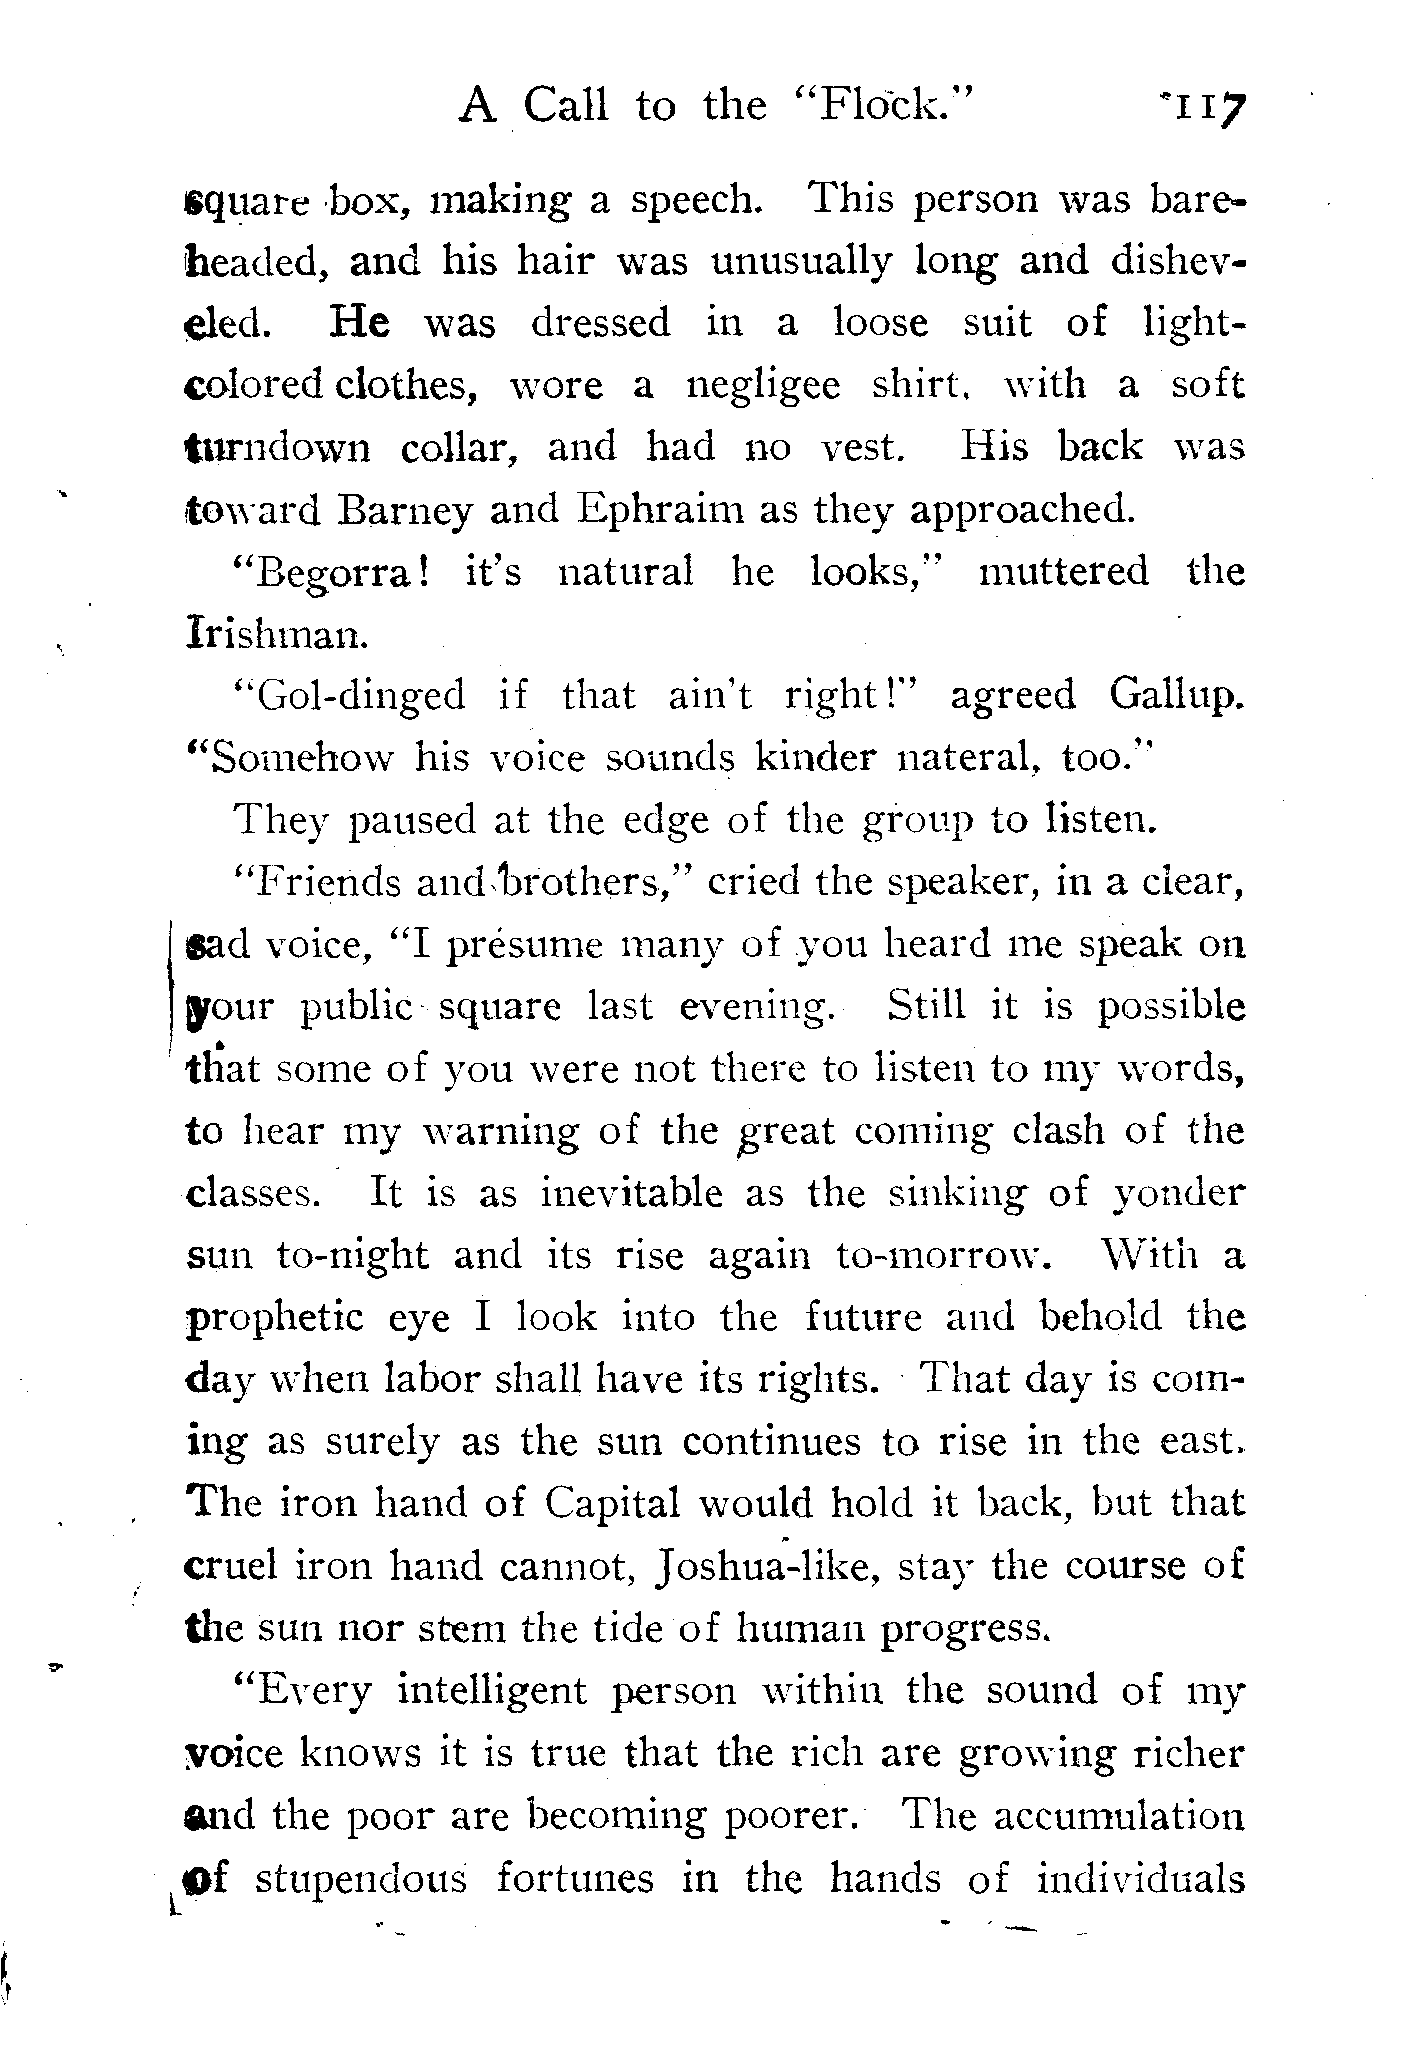 A Call to the "Flock." 117
square box, making a speech. This person was bare-
headed, and his hair was unusually long and dishev-
eled. He was dressed in a loose suit of light-
colored clothes, wore a negligee shirt, with a soft
turndown collar, and had no vest. His back was
toward Barney and Ephraim as they approached.
"Begorra! it's natural he looks," muttered the
Irishman.
"Gol-dinged if that ain't right!" agreed Gallup.
"Somehow his voice sounds kinder nateral, too."
They paused at the edge of the group to listen.
"Friends and brothers," cried the speaker, in a clear,
sad voice, "I presume many of you heard me speak on
your public square last evening. Still it is possible
that some of you were not there to listen to my words,
to hear my warning of the great coming clash of the
classes. It is as inevitable as the sinking of yonder
sun to-night and its rise again to-morrow. With a
prophetic eye I look into the future and behold the
day when labor shall have its rights. That day is com-
ing as surely as the sun continues to rise in the east.
The iron hand of Capital would hold it back, but that
cruel iron hand cannot, Joshua-like, stay the course of
the sun nor stem the tide of human progress.
"Every intelligent person within the sound of my
voice knows it is true that the rich are growing richer
and the poor are becoming poorer. The accumulation
of stupendous fortunes in the hands of individuals